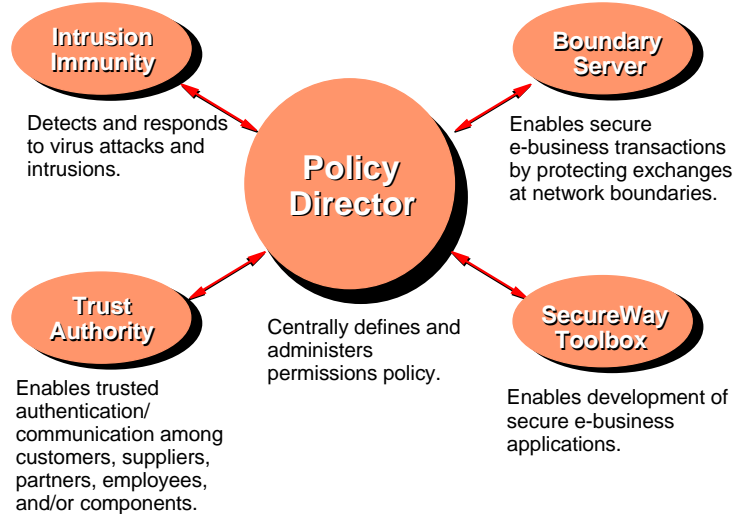 Intrusion
Immunity
Detects and responds
to virus attacks and
intrusions.
Boundary
Server
Enables secure
e-business transactions
by protecting exchanges
at network boundaries.
Policy
Director
Centrally defines and
administers
permissions policy.
Trust
Authority
Enables trusted
authentication/
communication among
customers, suppliers,
partners, employees,
and/or components.
SecureWay
Toolbox
Enables development of
secure e-business
applications.